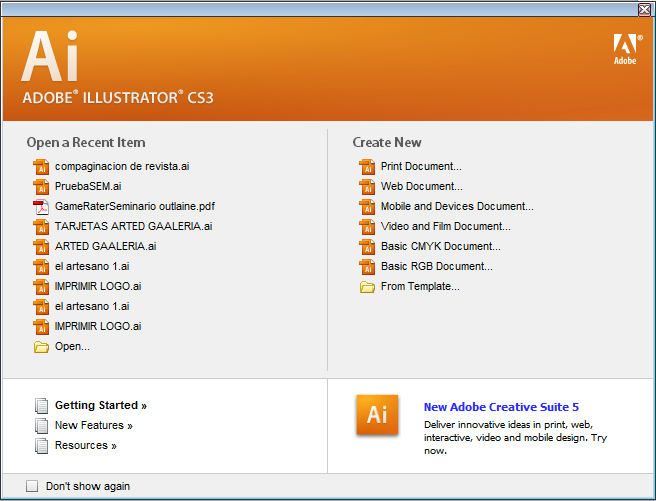 Ai
ADOBE® ILLUSTRATOR® CS3
Adobe®
Open a Recent Item
compaginacion de revista.ai
PruebaSEM.ai
GameRaterSeminario outlaine.pdf
TARJETAS ARTED GAALERIA.ai
ARTED GAALERIA.ai
el artesano 1.ai
IMPRIMIR LOGO.ai
el artesano 1.ai
IMPRIMIR LOGO.ai
Open...
Create New
Print Document...
Web Document...
Mobile and Devices Document...
Video and Film Document...
Basic CMYK Document...
Basic RGB Document...
From Template...
Getting Started »
New Features »
Resources »
Ai
New Adobe Creative Suite 5
Deliver innovative ideas in print, web,
interactive, video and mobile design. Try
now.
Don't show again